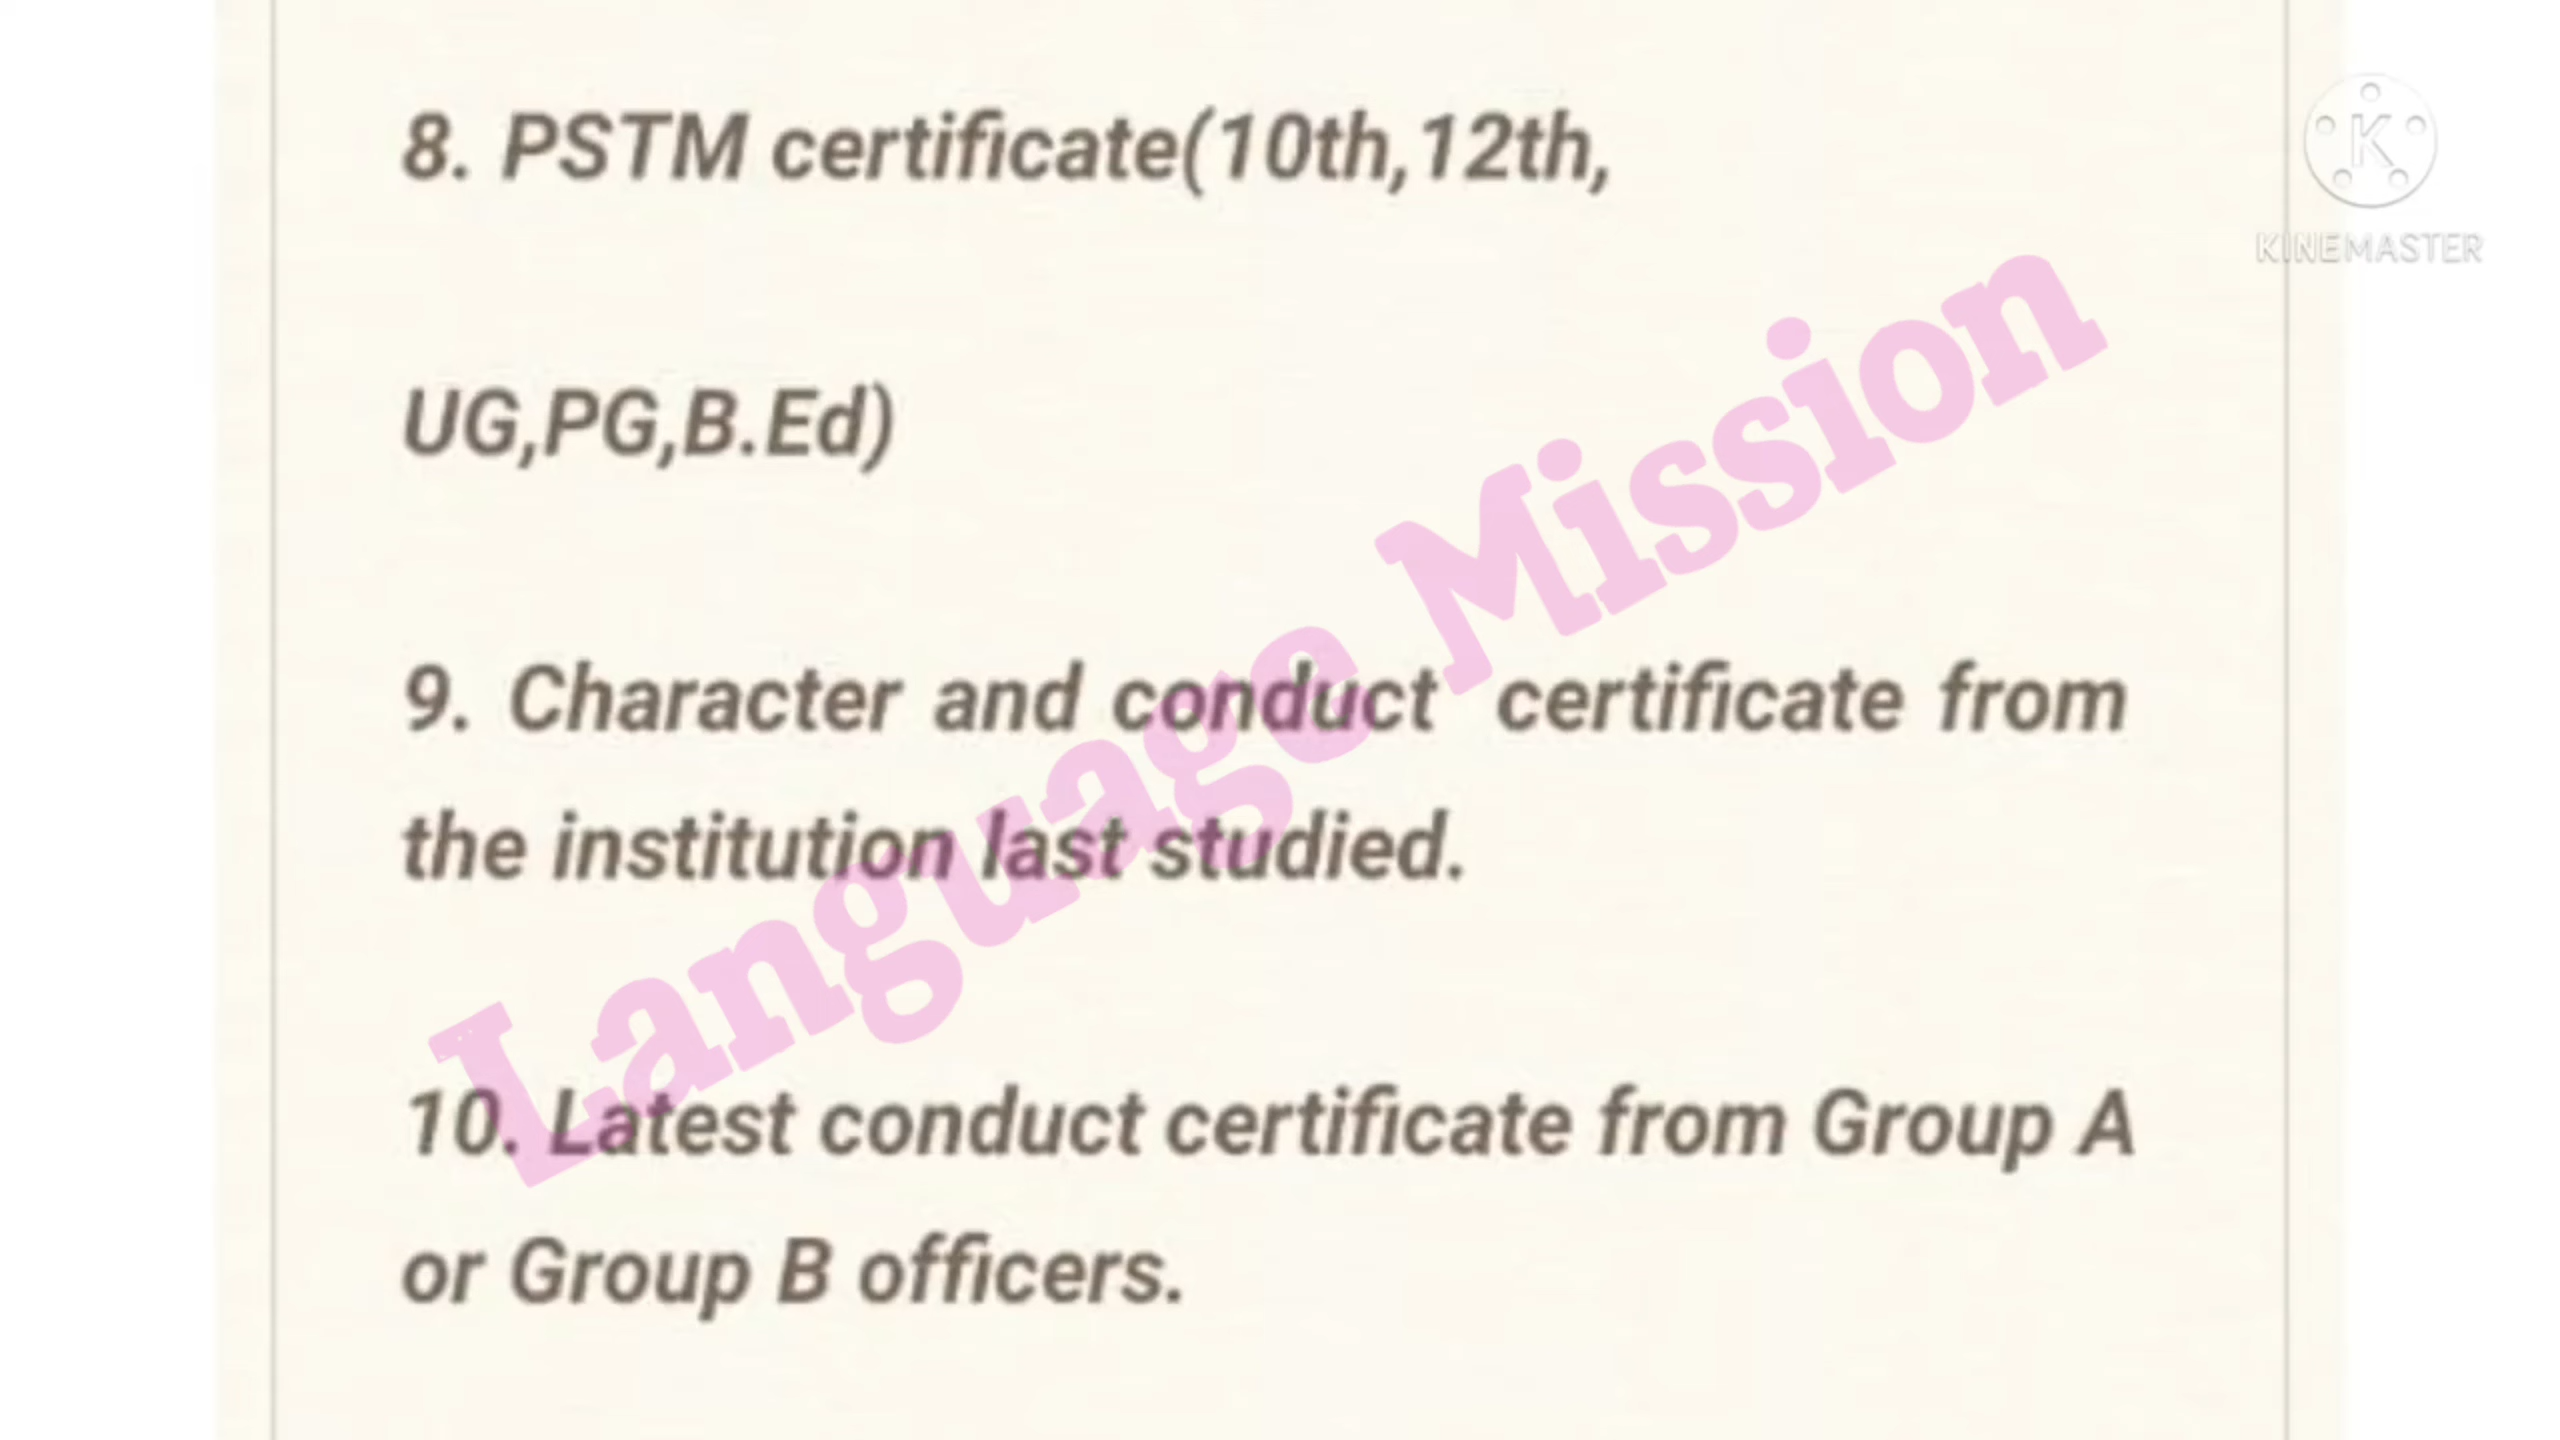 8. PSTM certificate(10th,12th,
UG,PG,B.Ed)
9. Character and conduct certificate from
the institution last studied.
10. Latest conduct certificate from Group A
or Group B officers.
Language Mission
K
KINEMASTER